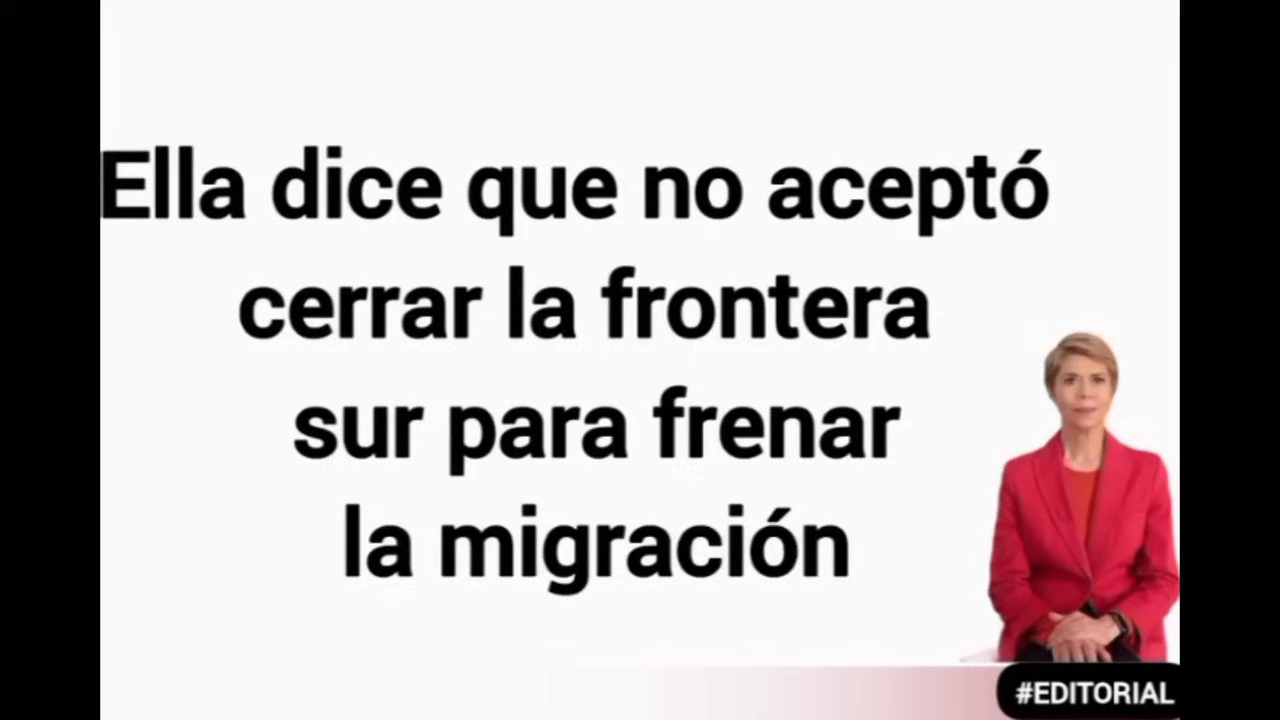 Ella dice que no aceptó
cerrar la frontera
sur para frenar
la migración
#EDITORIAL